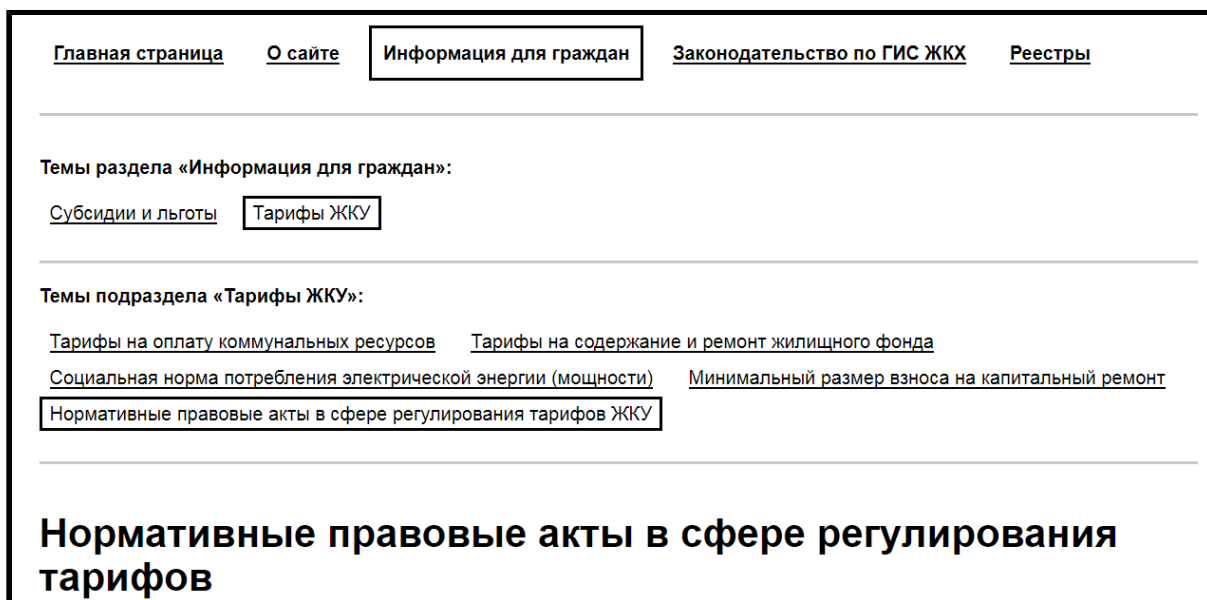 Главная страница О сайте Информация для граждан Законодательство по ГИС ЖКХ Реестры
Темы раздела «Информация для граждан»:
Субсидии и льготы Тарифы ЖКУ
Темы подраздела «Тарифы ЖКУ»:
Тарифы на оплату коммунальных ресурсов Тарифы на содержание и ремонт жилищного фонда
Социальная норма потребления электрической энергии (мощности) Минимальный размер взноса на капитальный ремонт
Нормативные правовые акты в сфере регулирования тарифов ЖКУ
Нормативные правовые акты в сфере регулирования
тарифов